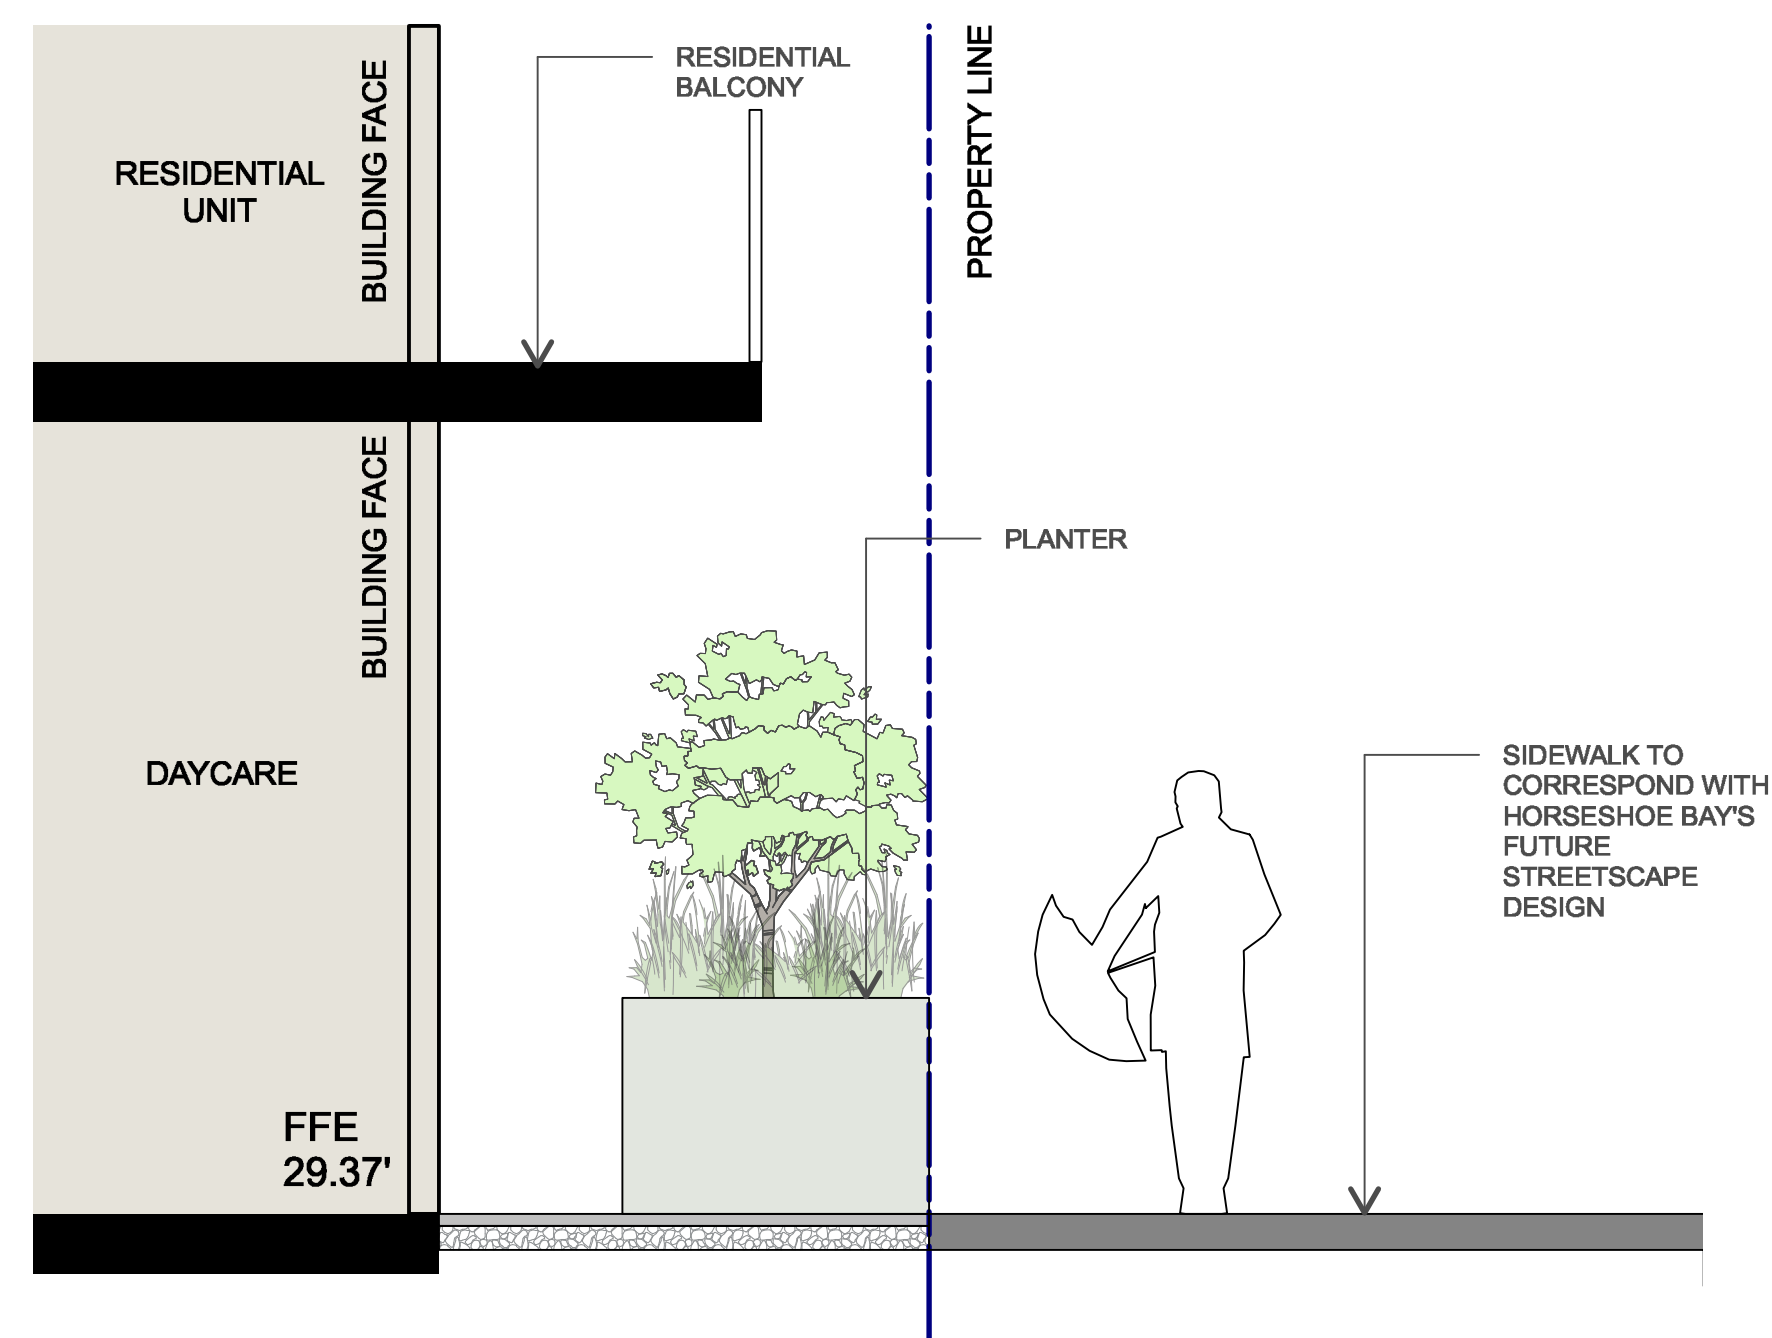 RESIDENTIAL
BALCONY
PROPERTY LINE
BUILDING FACE
RESIDENTIAL
UNIT
BUILDING FACE
PLANTER
DAYCARE
SIDEWALK TO
CORRESPOND WITH
HORSESHOE BAY'S
FUTURE
STREETSCAPE
DESIGN
FFE
29.37'